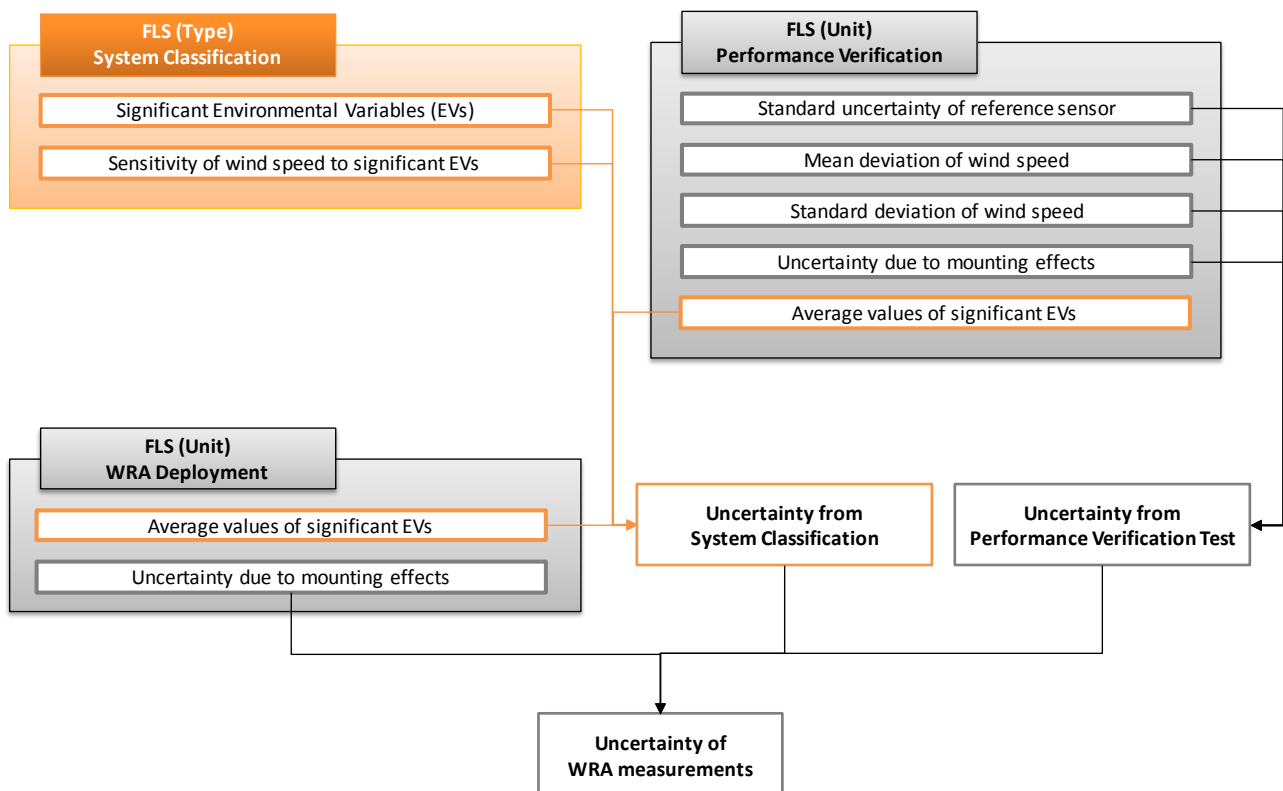 FLS (Type)
System Classification
Significant Environmental Variables (EVs)
Sensitivity of wind speed to significant EVs
FLS (Unit)
Performance Verification
Standard uncertainty of reference sensor
Mean deviation of wind speed
Standard deviation of wind speed
Uncertainty due to mounting effects
Average values of significant EVs
FLS (Unit)
WRA Deployment
Average values of significant EVs
Uncertainty due to mounting effects
Uncertainty from
System Classification
Uncertainty from
Performance Verification Test
Uncertainty of
WRA measurements